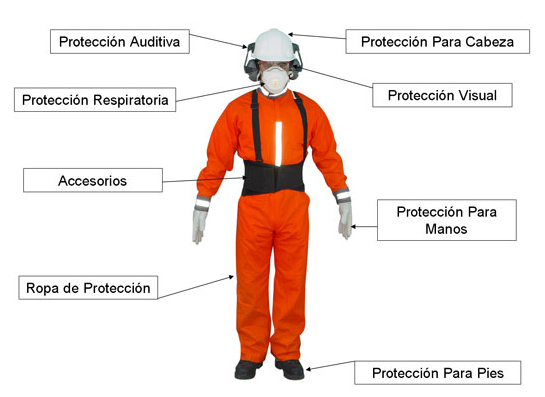 Protección Auditiva
Protección Para Cabeza
Protección Respiratoria
Protección Visual
Accesorios
Protección Para
Manos
Ropa de Protección
Protección Para Pies